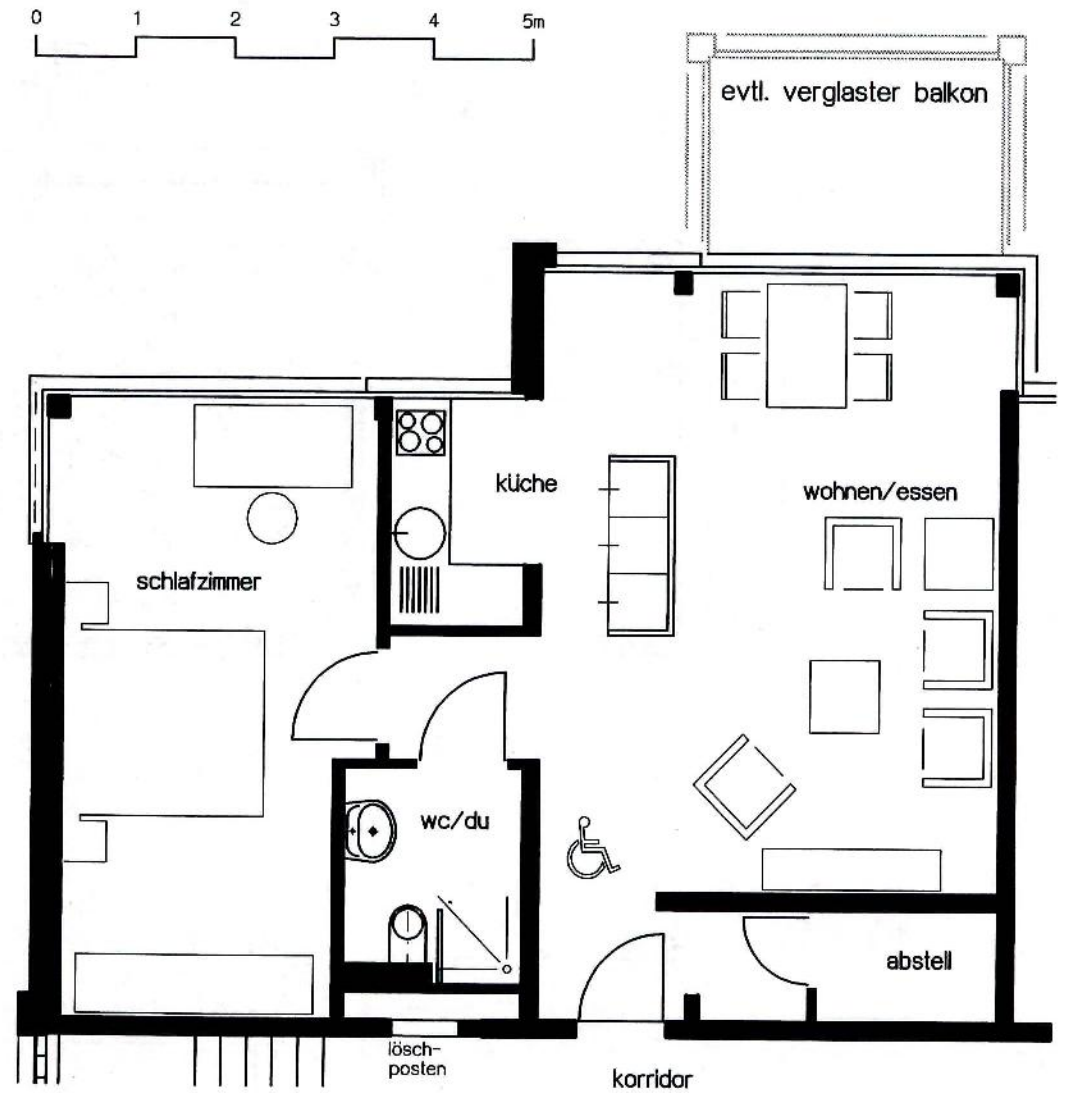 0 1 2 3 4 5m
evtl. verglaster balkon
küche
wohnen/essen
schlafzimmer
wc/du
abstell
lösch-
posten
korridor